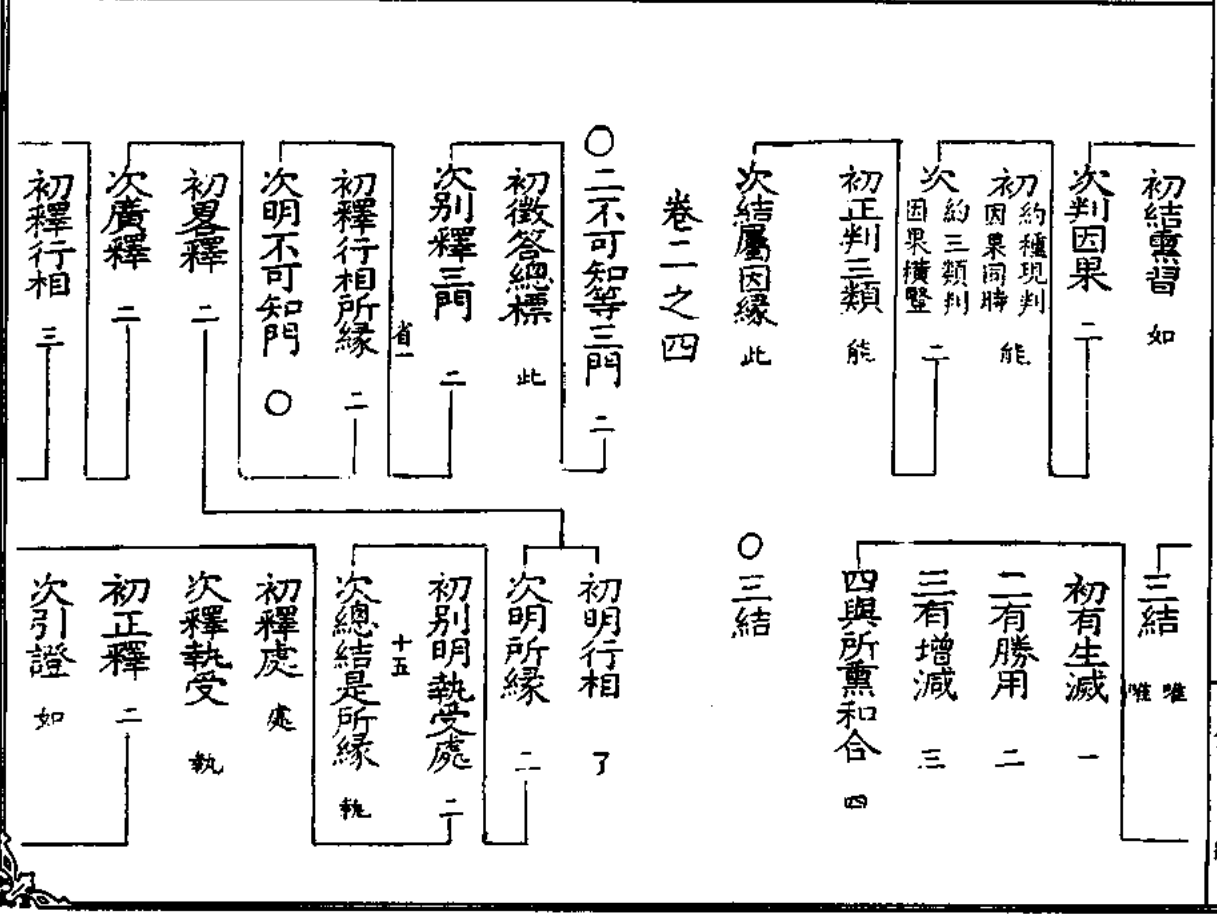 初結熏習 如
次判因果 二
初約種現判因果同時 能
次約三類判因果橫豎 二
初正判三類 能
次結屬因緣 此
卷二之四
○二不可知等三門 二
初徵答總標 此
次別釋三門 二
省一
初釋行相所緣 二
次明不可知門 ○
初畧釋 二
次廣釋 二
初釋行相 三
三結 唯唯
初有生滅 一
二有勝用 二
三有增減 三
四與所熏和合 四
○三結
初明行相 了
次明所緣 二
初別明執受處 二
十五
次總結是所緣 執
初釋處 處
次釋執受 執
初正釋 二
次引證 如